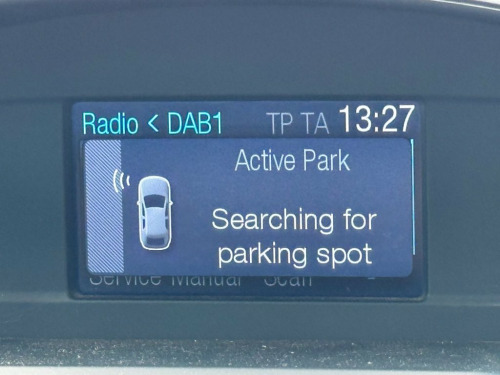 Radio < DAB1 TP TA 13:27
Active Park
Searching for
parking spot
Service Manual Scan